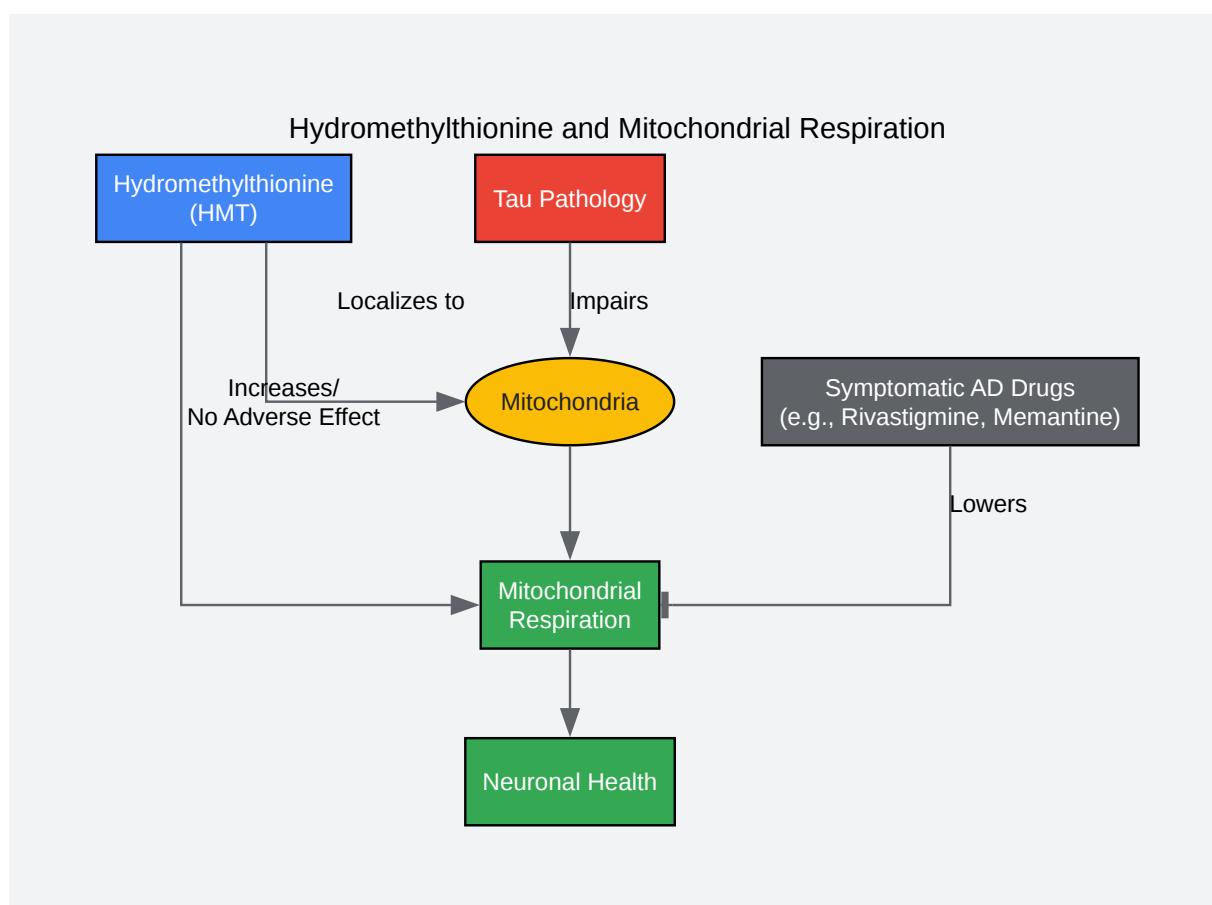 Hydromethylthionine and Mitochondrial Respiration
Hydromethylthionine
(HMT)
Tau Pathology
Localizes to
Impairs
Increases/
No Adverse Effect
Mitochondria
Symptomatic AD Drugs
(e.g., Rivastigmine, Memantine)
Lowers
Mitochondrial
Respiration
Neuronal Health